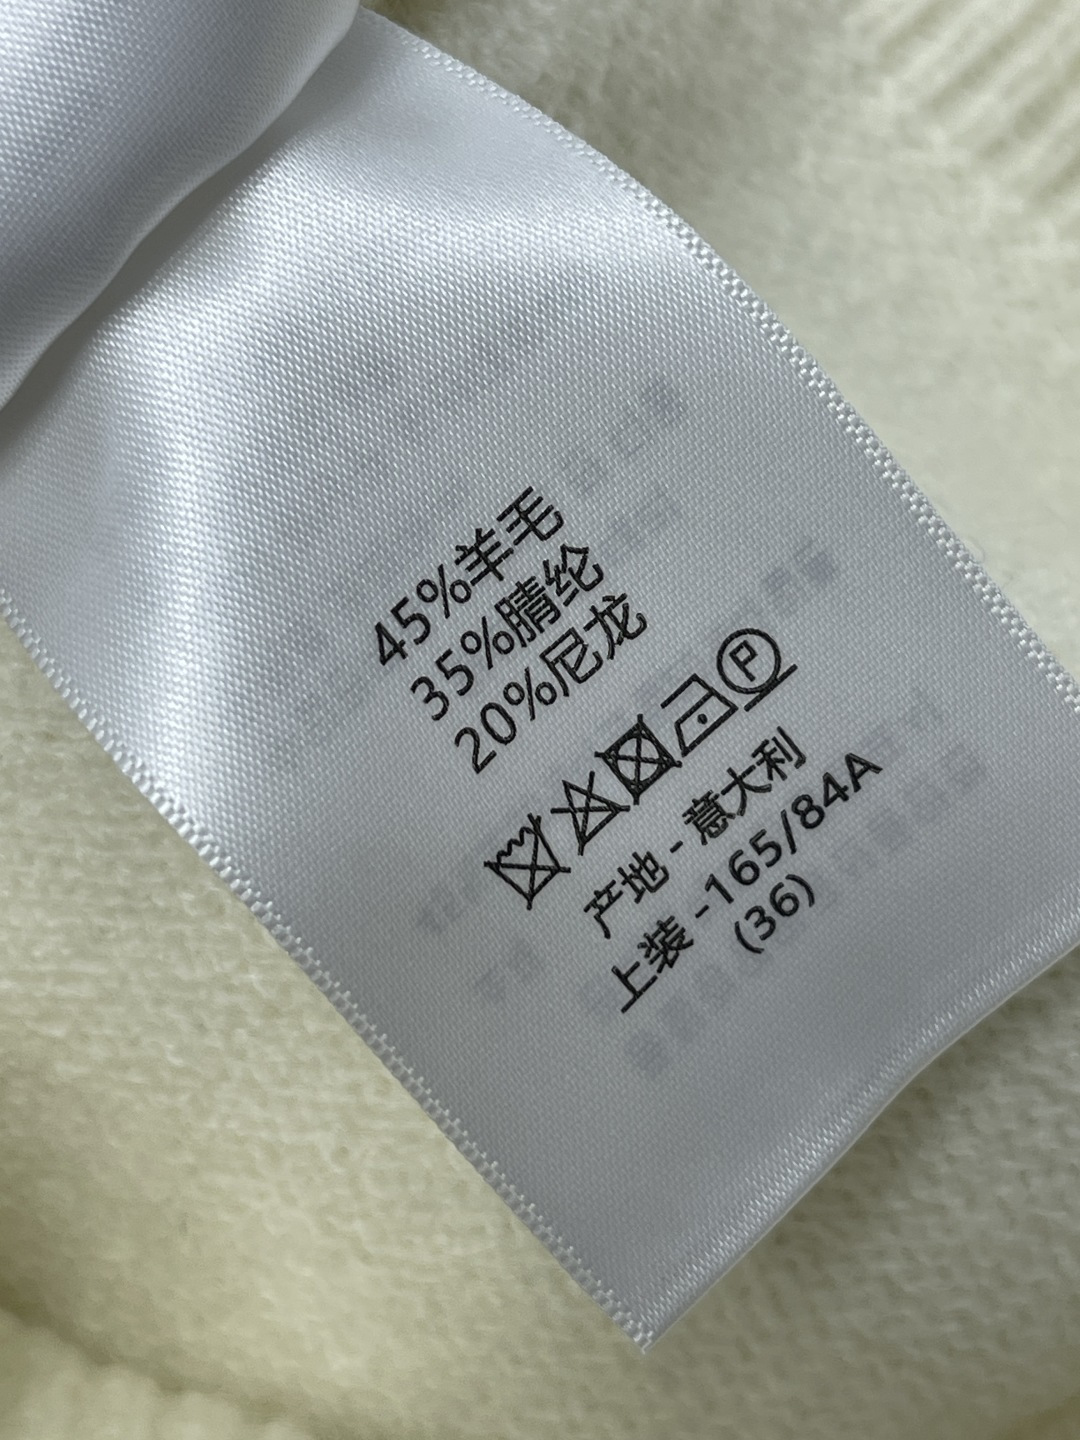 45%羊毛
35%腈纶
20%尼龙
P
产地 - 意大利
上装 -165/84A
(36)